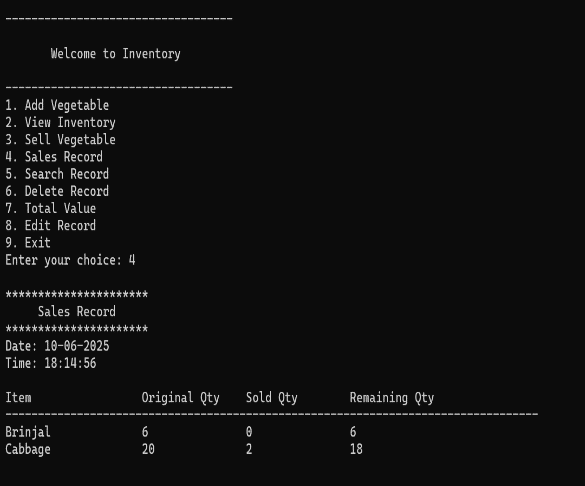 -----------------------------------
Welcome to Inventory
-----------------------------------
1. Add Vegetable
2. View Inventory
3. Sell Vegetable
4. Sales Record
5. Search Record
6. Delete Record
7. Total Value
8. Edit Record
9. Exit
Enter your choice: 4
**********************
Sales Record
**********************
Date: 10-06-2025
Time: 18:14:56
Item Original Qty Sold Qty Remaining Qty
----------------------------------------------------------------------------------
Brinjal 6 0 6
Cabbage 20 2 18